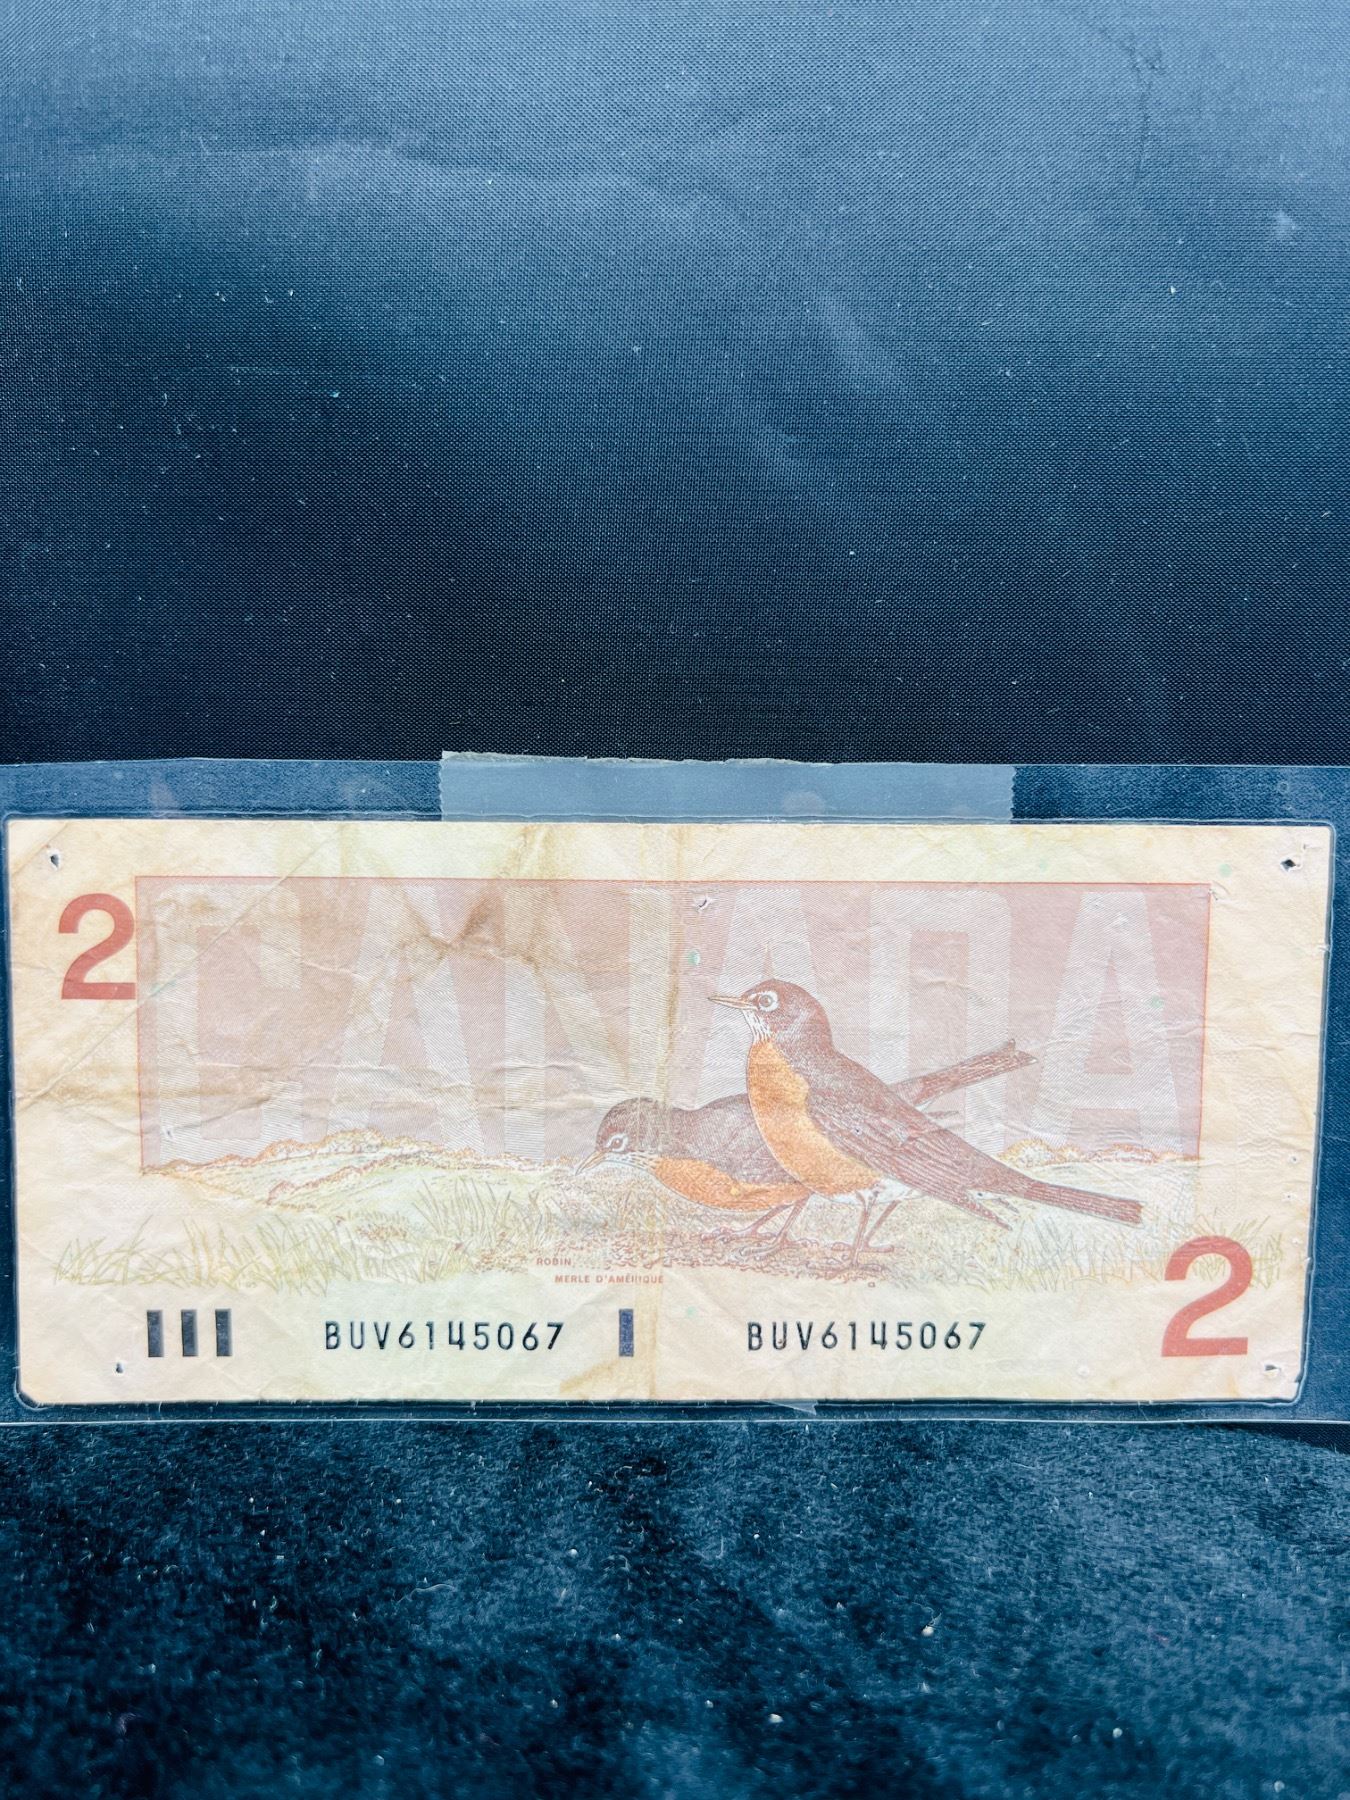 2
CANADA
ROBIN
MERLE D'AMÉRIQUE
BUV6145067 BUV6145067
2